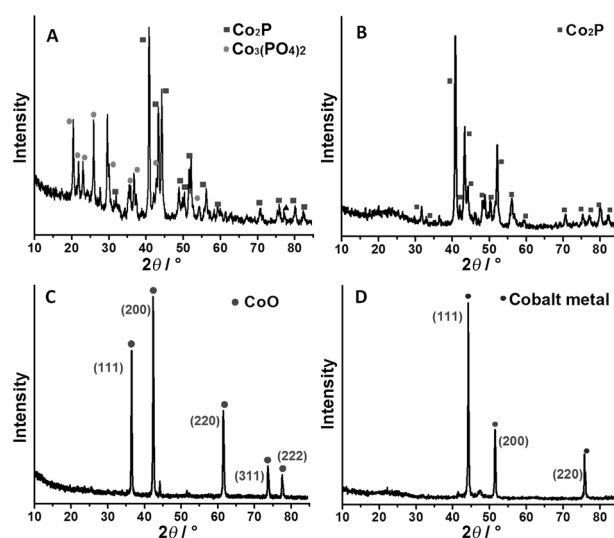 A
Co₂P
Co₃(PO₄)2
Intensity
10 20 30 40 50 60 70 80
2θ / °
B
Co₂P
Intensity
10 20 30 40 50 60 70 80
2θ / °
C
CoO
(200)
(111)
(220)
(311)
(222)
Intensity
10 20 30 40 50 60 70 80
2θ / °
D
Cobalt metal
(111)
(200)
(220)
Intensity
10 20 30 40 50 60 70 80
2θ / °